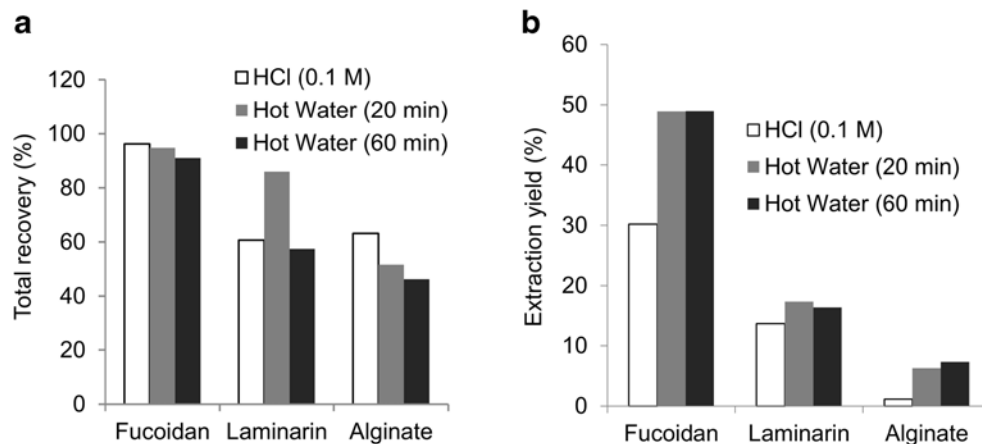 a
Total recovery (%)
120
100
80
60
40
20
0
HCl (0.1 M)
Hot Water (20 min)
Hot Water (60 min)
Fucoidan Laminarin Alginate
b
Extraction yield (%)
60
50
40
30
20
10
0
HCl (0.1 M)
Hot Water (20 min)
Hot Water (60 min)
Fucoidan Laminarin Alginate